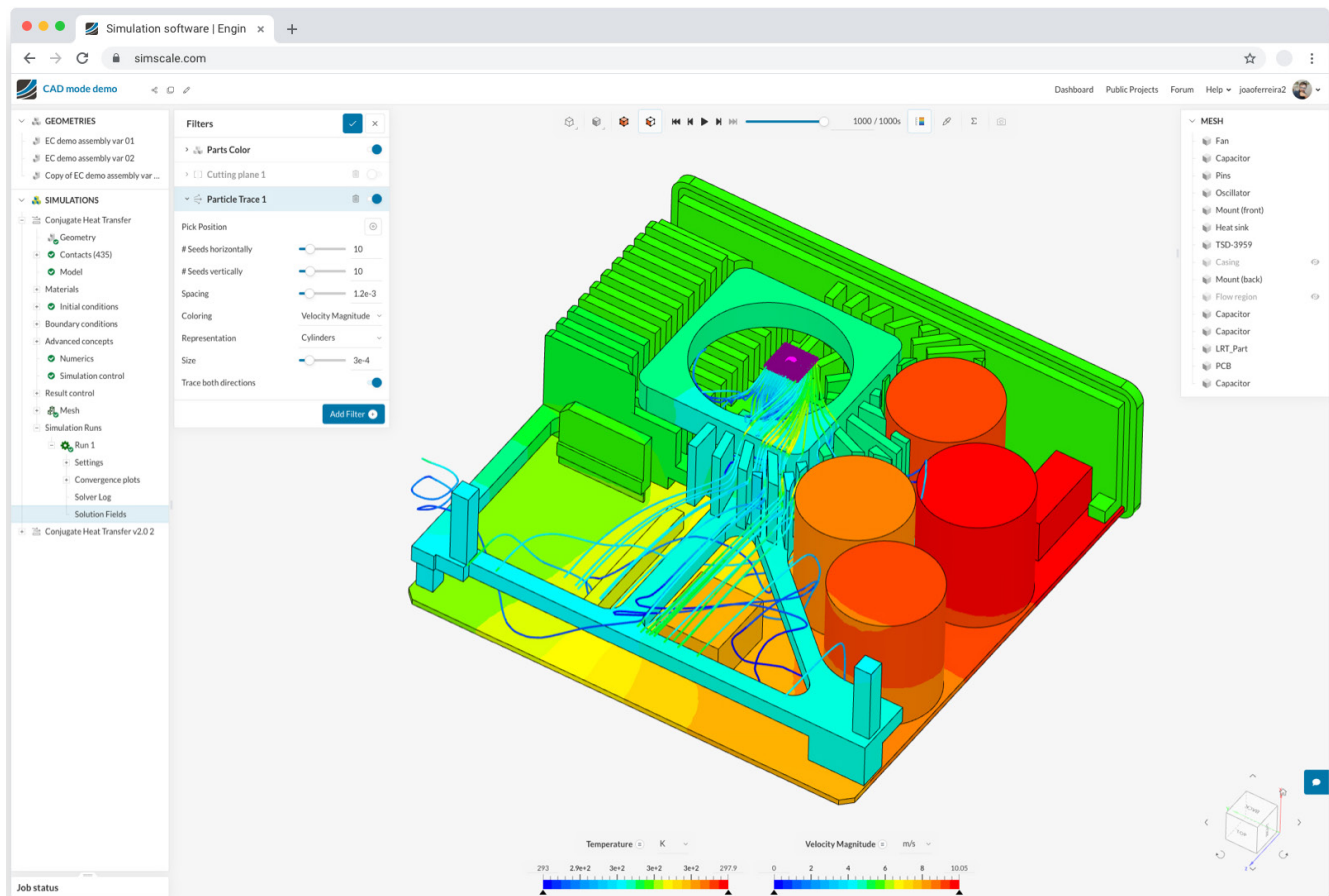 Simulation software | Engin
simscale.com
CAD mode demo
Dashboard Public Projects Forum Help joaoferreira2
GEOMETRIES
EC demo assembly var 01
EC demo assembly var 02
Copy of EC demo assembly var ...
SIMULATIONS
Conjugate Heat Transfer
Geometry
Contacts (435)
Model
Materials
Initial conditions
Boundary conditions
Advanced concepts
Numerics
Simulation control
Result control
Mesh
Simulation Runs
Run 1
Settings
Convergence plots
Solver Log
Solution Fields
Conjugate Heat Transfer v2.0 2
Job status
Filters
Parts Color
Cutting plane 1
Particle Trace 1
Pick Position
# Seeds horizontally 10
# Seeds vertically 10
Spacing 1.2e-3
Coloring Velocity Magnitude
Representation Cylinders
Size 3e-4
Trace both directions
Add Filter
1000 / 1000s
MESH
Fan
Capacitor
Pins
Oscillator
Mount (front)
Heat sink
TSD-3959
Casing
Mount (back)
Flow region
Capacitor
Capacitor
LRT_Part
PCB
Capacitor
Temperature K
293 2.9e+2 3e+2 3e+2 3e+2 297.9
Velocity Magnitude m/s
0 2 4 6 8 10.05
TOP